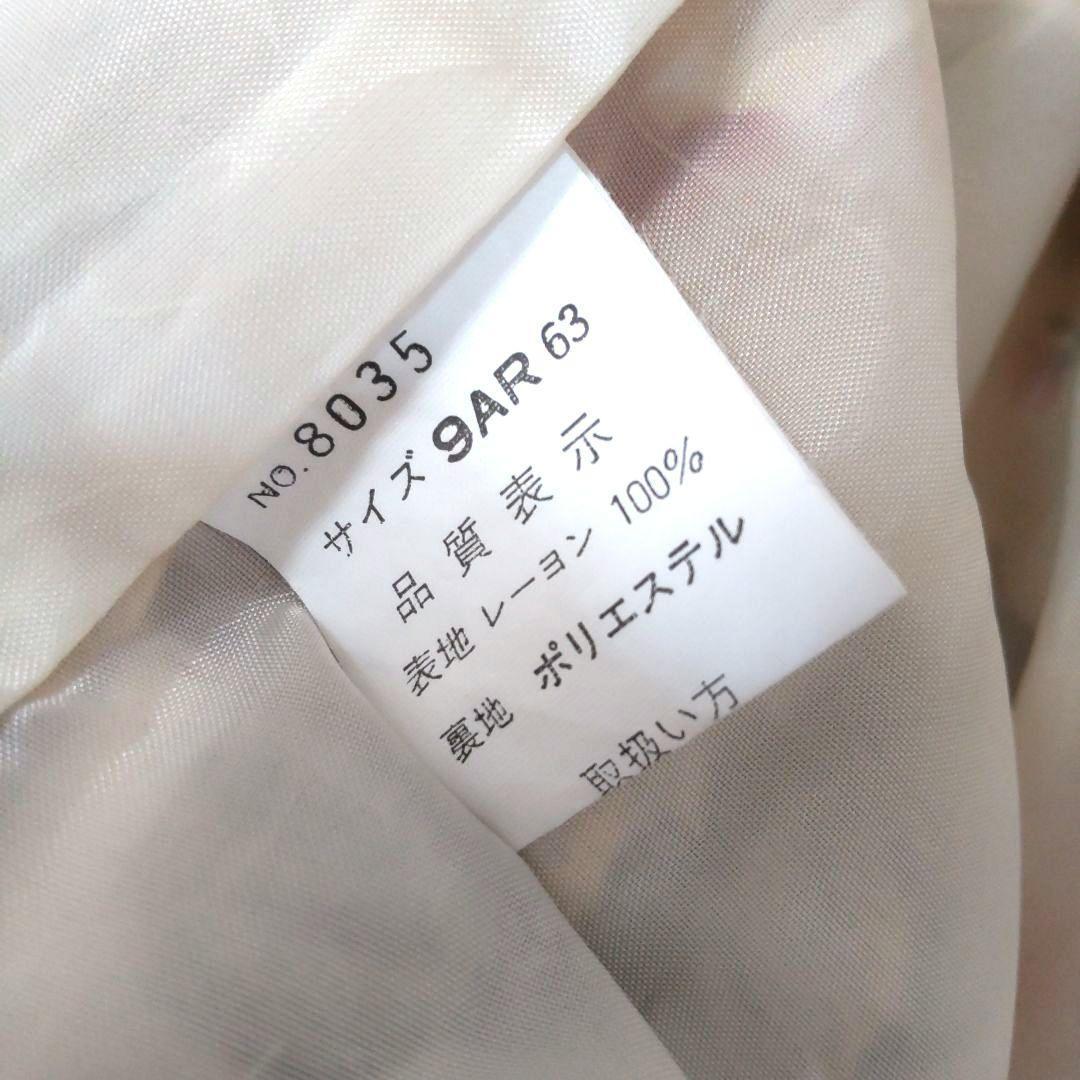 NO. 8035
サイズ 9AR 63
品質表示
表地 レーヨン 100%
裏地 ポリエステル
取扱い方